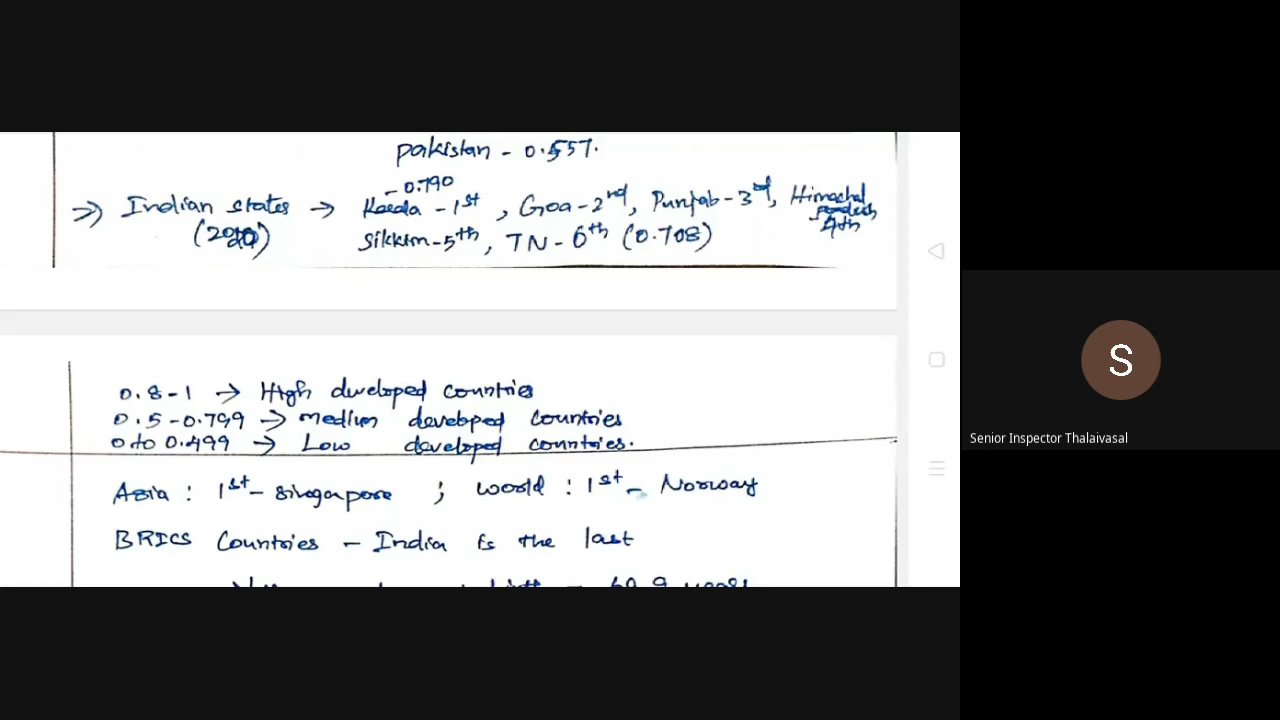 Pakistan - 0.557.
- 0.790
⇒ Indian states → Kerala - 1st, Goa - 2nd, Punjab - 3rd, Himachal Pradesh 4th
Sikkim - 5th, TN - 6th (0.708)
0.8 - 1 → High developed countries
0.5 - 0.799 → medium developed countries
0 to 0.499 → Low developed countries.
Asia : 1st - Singapore ; World : 1st - Norway
BRICS Countries - India is the last
S
Senior Inspector Thalaivasal